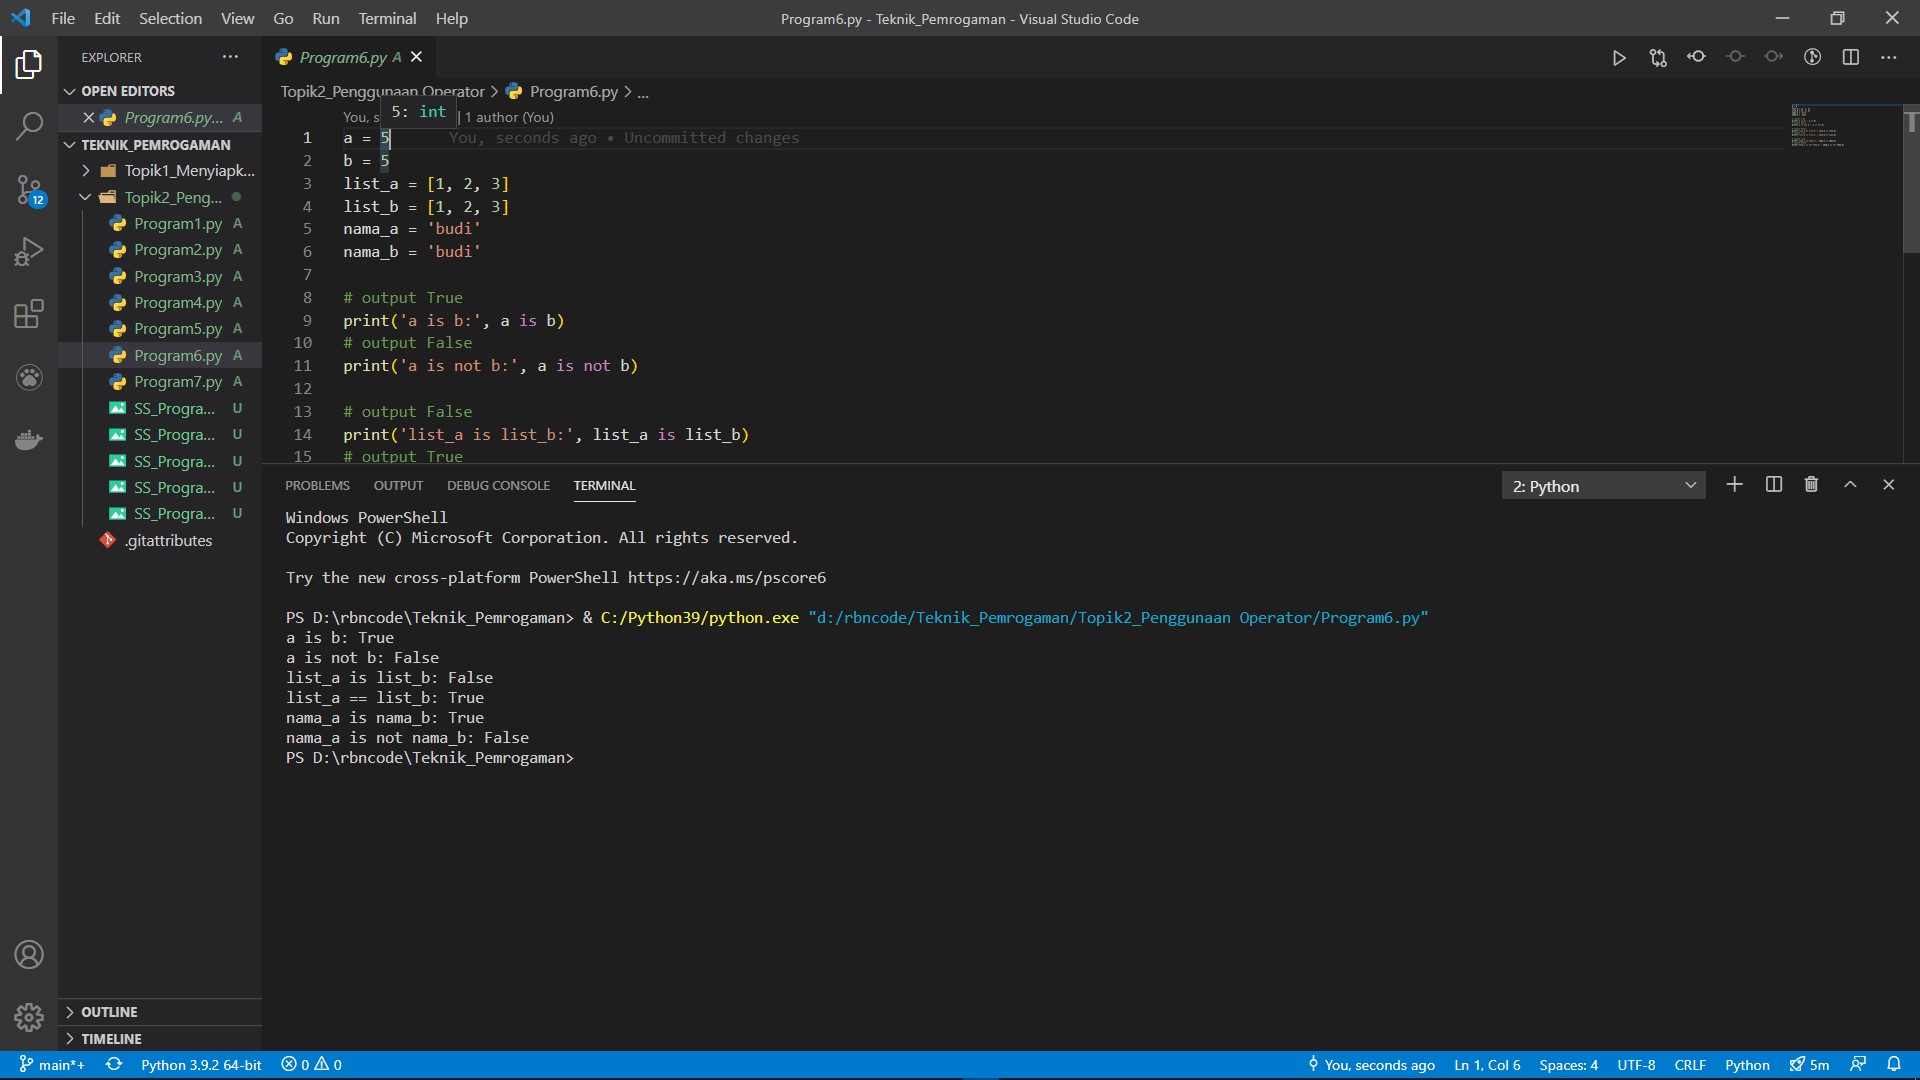 File Edit Selection View Go Run Terminal Help
Program6.py - Teknik_Pemrogaman - Visual Studio Code
EXPLORER
OPEN EDITORS
Program6.py... A
TEKNIK_PEMROGAMAN
Topik1_Menyiapk...
Topik2_Peng...
Program1.py A
Program2.py A
Program3.py A
Program4.py A
Program5.py A
Program6.py A
Program7.py A
SS_Progra... U
SS_Progra... U
SS_Progra... U
SS_Progra... U
SS_Progra... U
.gitattributes
OUTLINE
TIMELINE
12
Program6.py A
Topik2_Penggunaan Operator > Program6.py > ...
5: int
You, s | 1 author (You)
1 a = 5 You, seconds ago • Uncommitted changes
2 b = 5
3 list_a = [1, 2, 3]
4 list_b = [1, 2, 3]
5 nama_a = 'budi'
6 nama_b = 'budi'
7
8 # output True
9 print('a is b:', a is b)
10 # output False
11 print('a is not b:', a is not b)
12
13 # output False
14 print('list_a is list_b:', list_a is list_b)
15 # output True
PROBLEMS OUTPUT DEBUG CONSOLE TERMINAL
2: Python
Windows PowerShell
Copyright (C) Microsoft Corporation. All rights reserved.
Try the new cross-platform PowerShell https://aka.ms/pscore6
PS D:\rbncode\Teknik_Pemrogaman> & C:/Python39/python.exe "d:/rbncode/Teknik_Pemrogaman/Topik2_Penggunaan Operator/Program6.py"
a is b: True
a is not b: False
list_a is list_b: False
list_a == list_b: True
nama_a is nama_b: True
nama_a is not nama_b: False
PS D:\rbncode\Teknik_Pemrogaman>
main*+ Python 3.9.2 64-bit 0 0
You, seconds ago Ln 1, Col 6 Spaces: 4 UTF-8 CRLF Python 5m